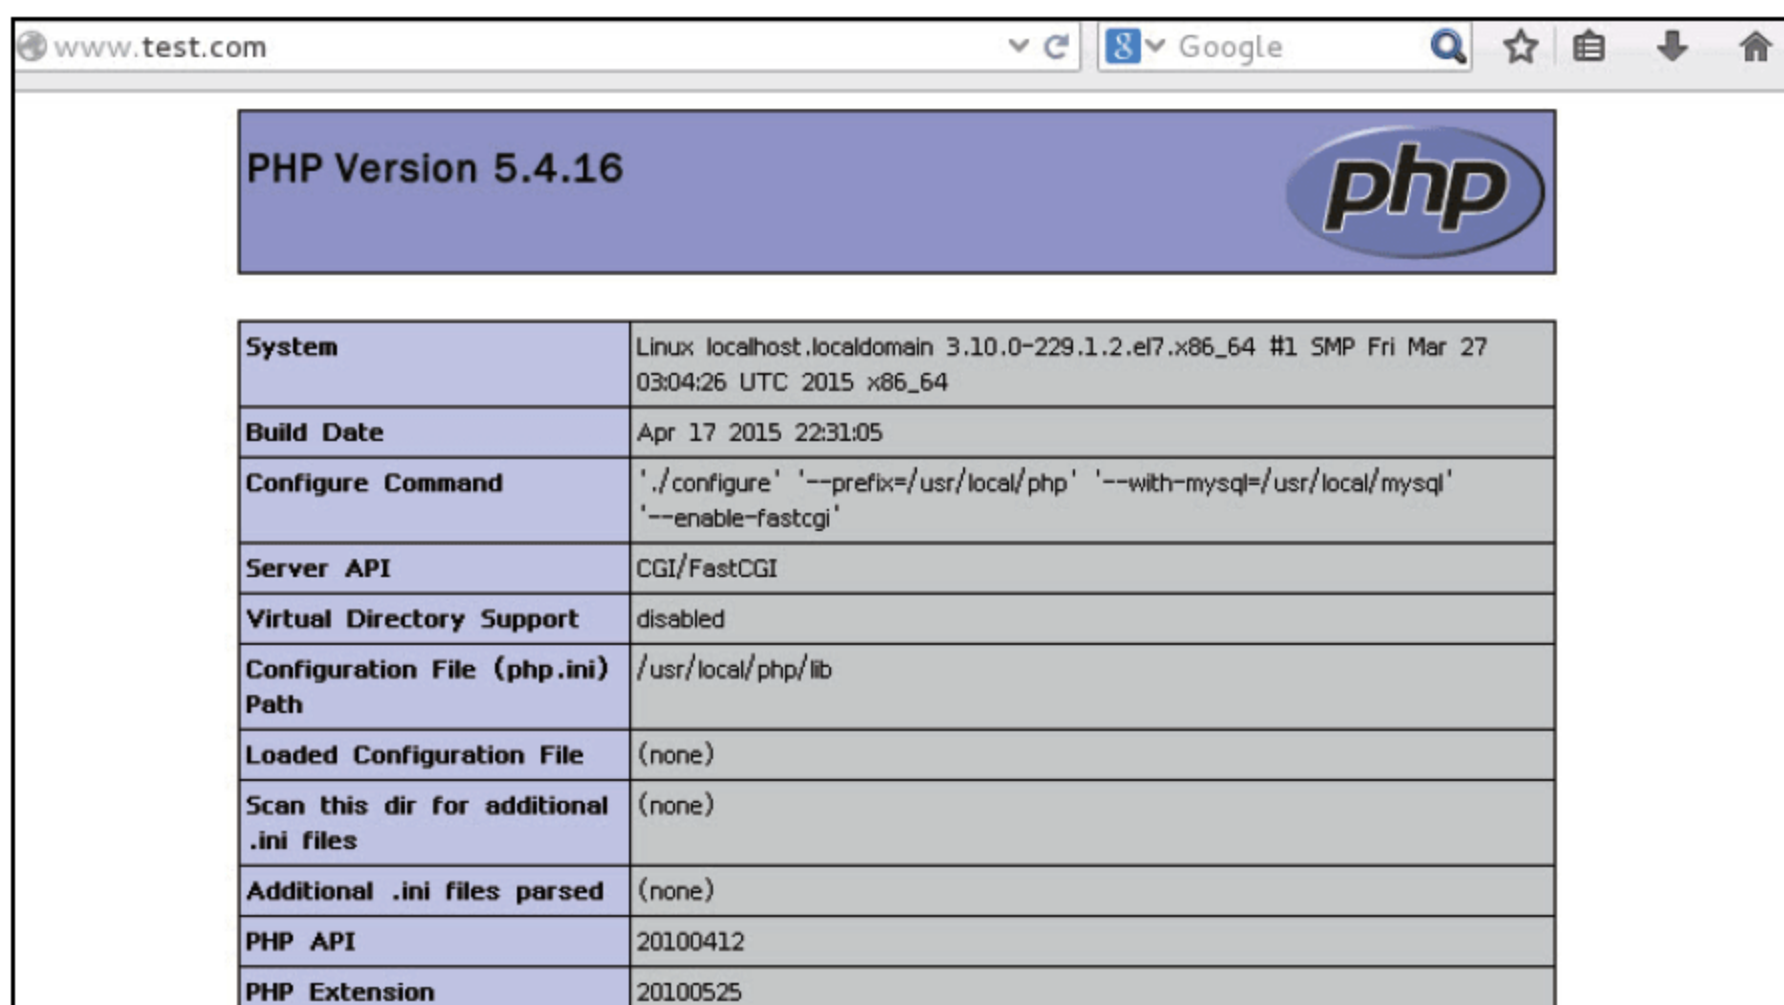 www.test.com
8 Google
PHP Version 5.4.16
php
System
Linux localhost.localdomain 3.10.0-229.1.2.el7.x86_64 #1 SMP Fri Mar 27
03:04:26 UTC 2015 x86_64
Build Date
Apr 17 2015 22:31:05
Configure Command
'./configure' '--prefix=/usr/local/php' '--with-mysql=/usr/local/mysql'
'--enable-fastcgi'
Server API
CGI/FastCGI
Virtual Directory Support
disabled
Configuration File (php.ini)
Path
/usr/local/php/lib
Loaded Configuration File
(none)
Scan this dir for additional
.ini files
(none)
Additional .ini files parsed
(none)
PHP API
20100412
PHP Extension
20100525